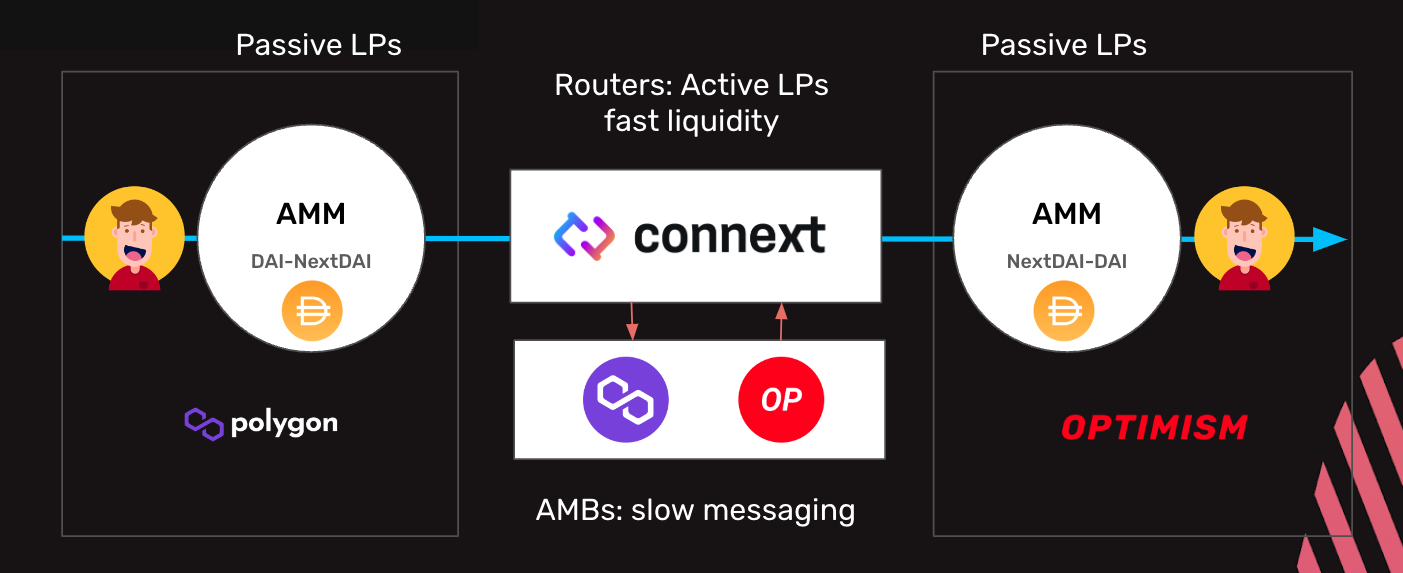 Passive LPs
Passive LPs
Routers: Active LPs
fast liquidity
AMM
DAI-NextDAI
connext
AMM
NextDAI-DAI
polygon
OP
OPTIMISM
AMBs: slow messaging